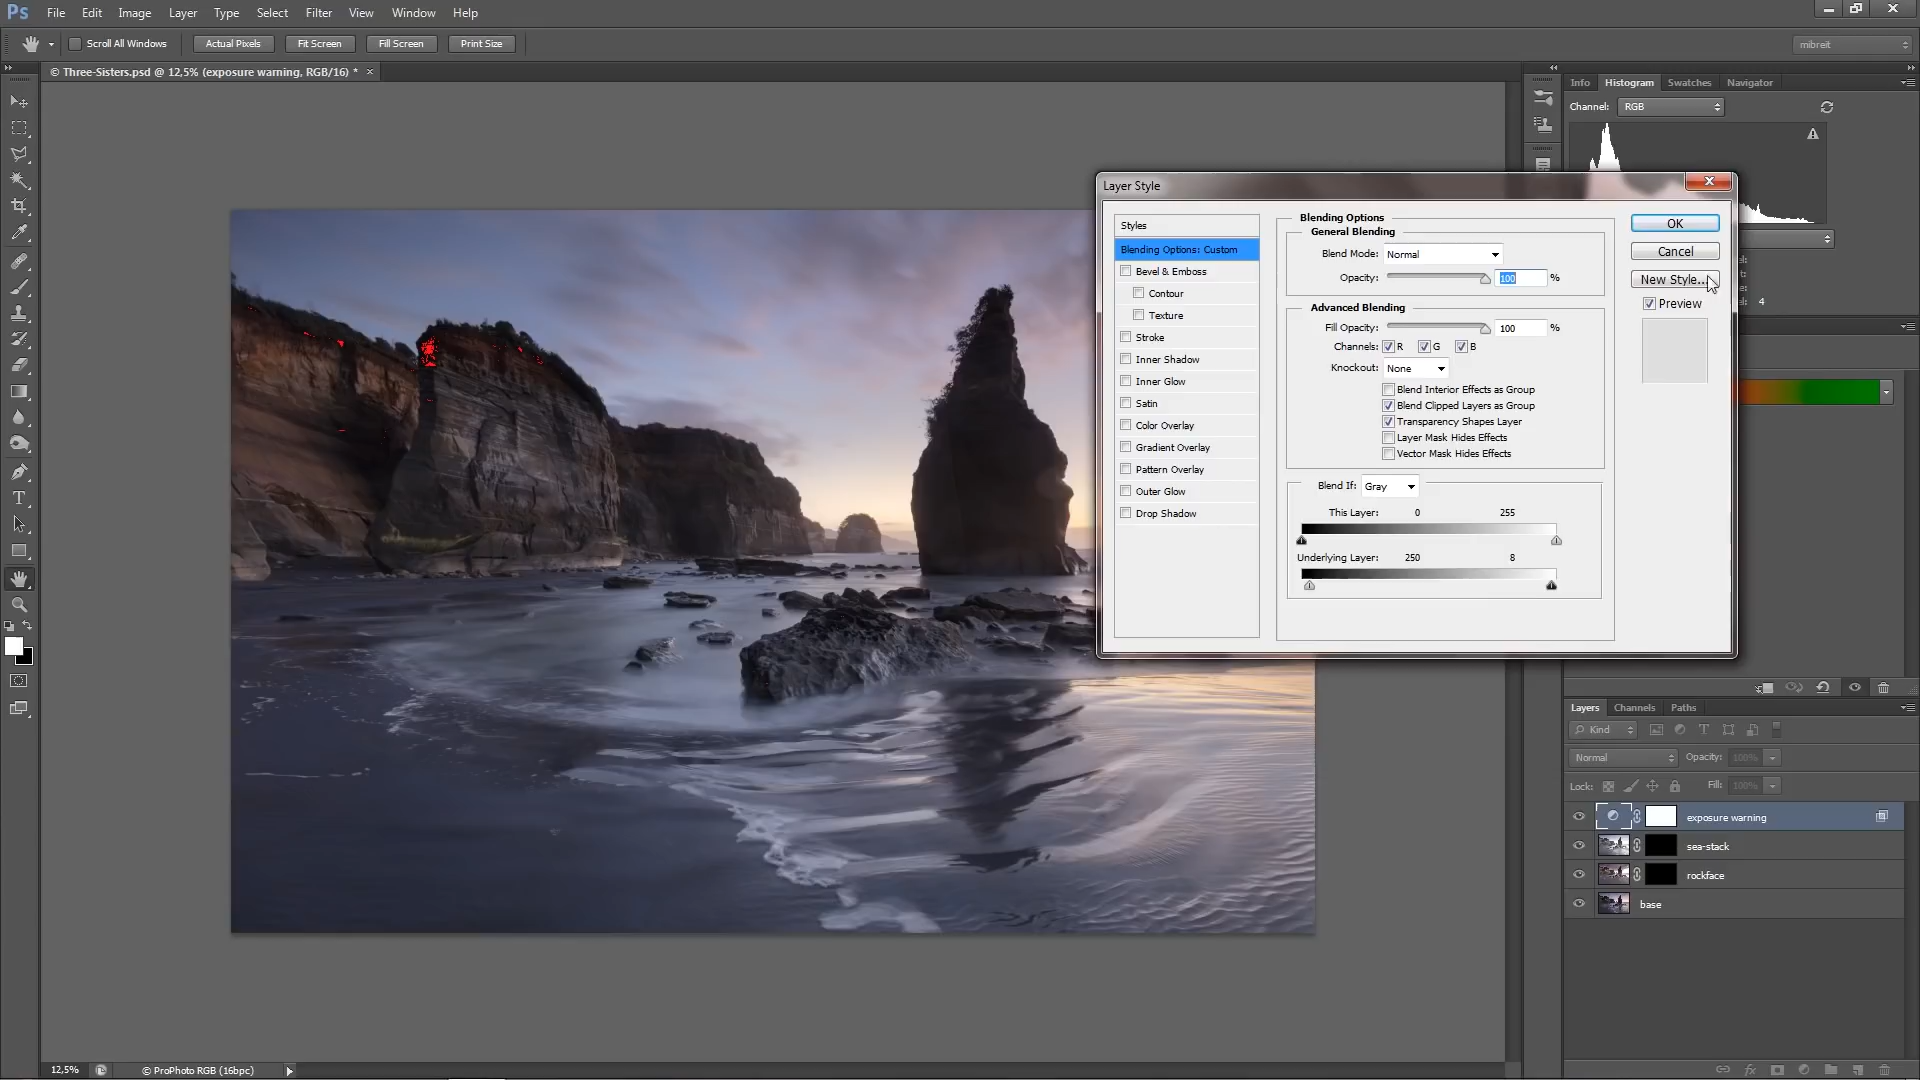 Ps File Edit Image Layer Type Select Filter View Window Help
Scroll All Windows Actual Pixels Fit Screen Fill Screen Print Size mibreit
© Three-Sisters.psd @ 12,5% (exposure warning, RGB/16) * ×
Info Histogram Swatches Navigator
Channel: RGB
Layer Style
Styles
Blending Options: Custom
Bevel & Emboss
Contour
Texture
Stroke
Inner Shadow
Inner Glow
Satin
Color Overlay
Gradient Overlay
Pattern Overlay
Outer Glow
Drop Shadow
Blending Options
General Blending
Blend Mode: Normal
Opacity: 100 %
Advanced Blending
Fill Opacity: 100 %
Channels: R G B
Knockout: None
Blend Interior Effects as Group
Blend Clipped Layers as Group
Transparency Shapes Layer
Layer Mask Hides Effects
Vector Mask Hides Effects
Blend If: Gray
This Layer: 0 255
Underlying Layer: 250 8
OK
Cancel
New Style...
Preview
4
Layers Channels Paths
Kind
Normal Opacity: 100%
Lock: Fill: 100%
exposure warning
sea-stack
rockface
base
12,5% © ProPhoto RGB (16bpc)